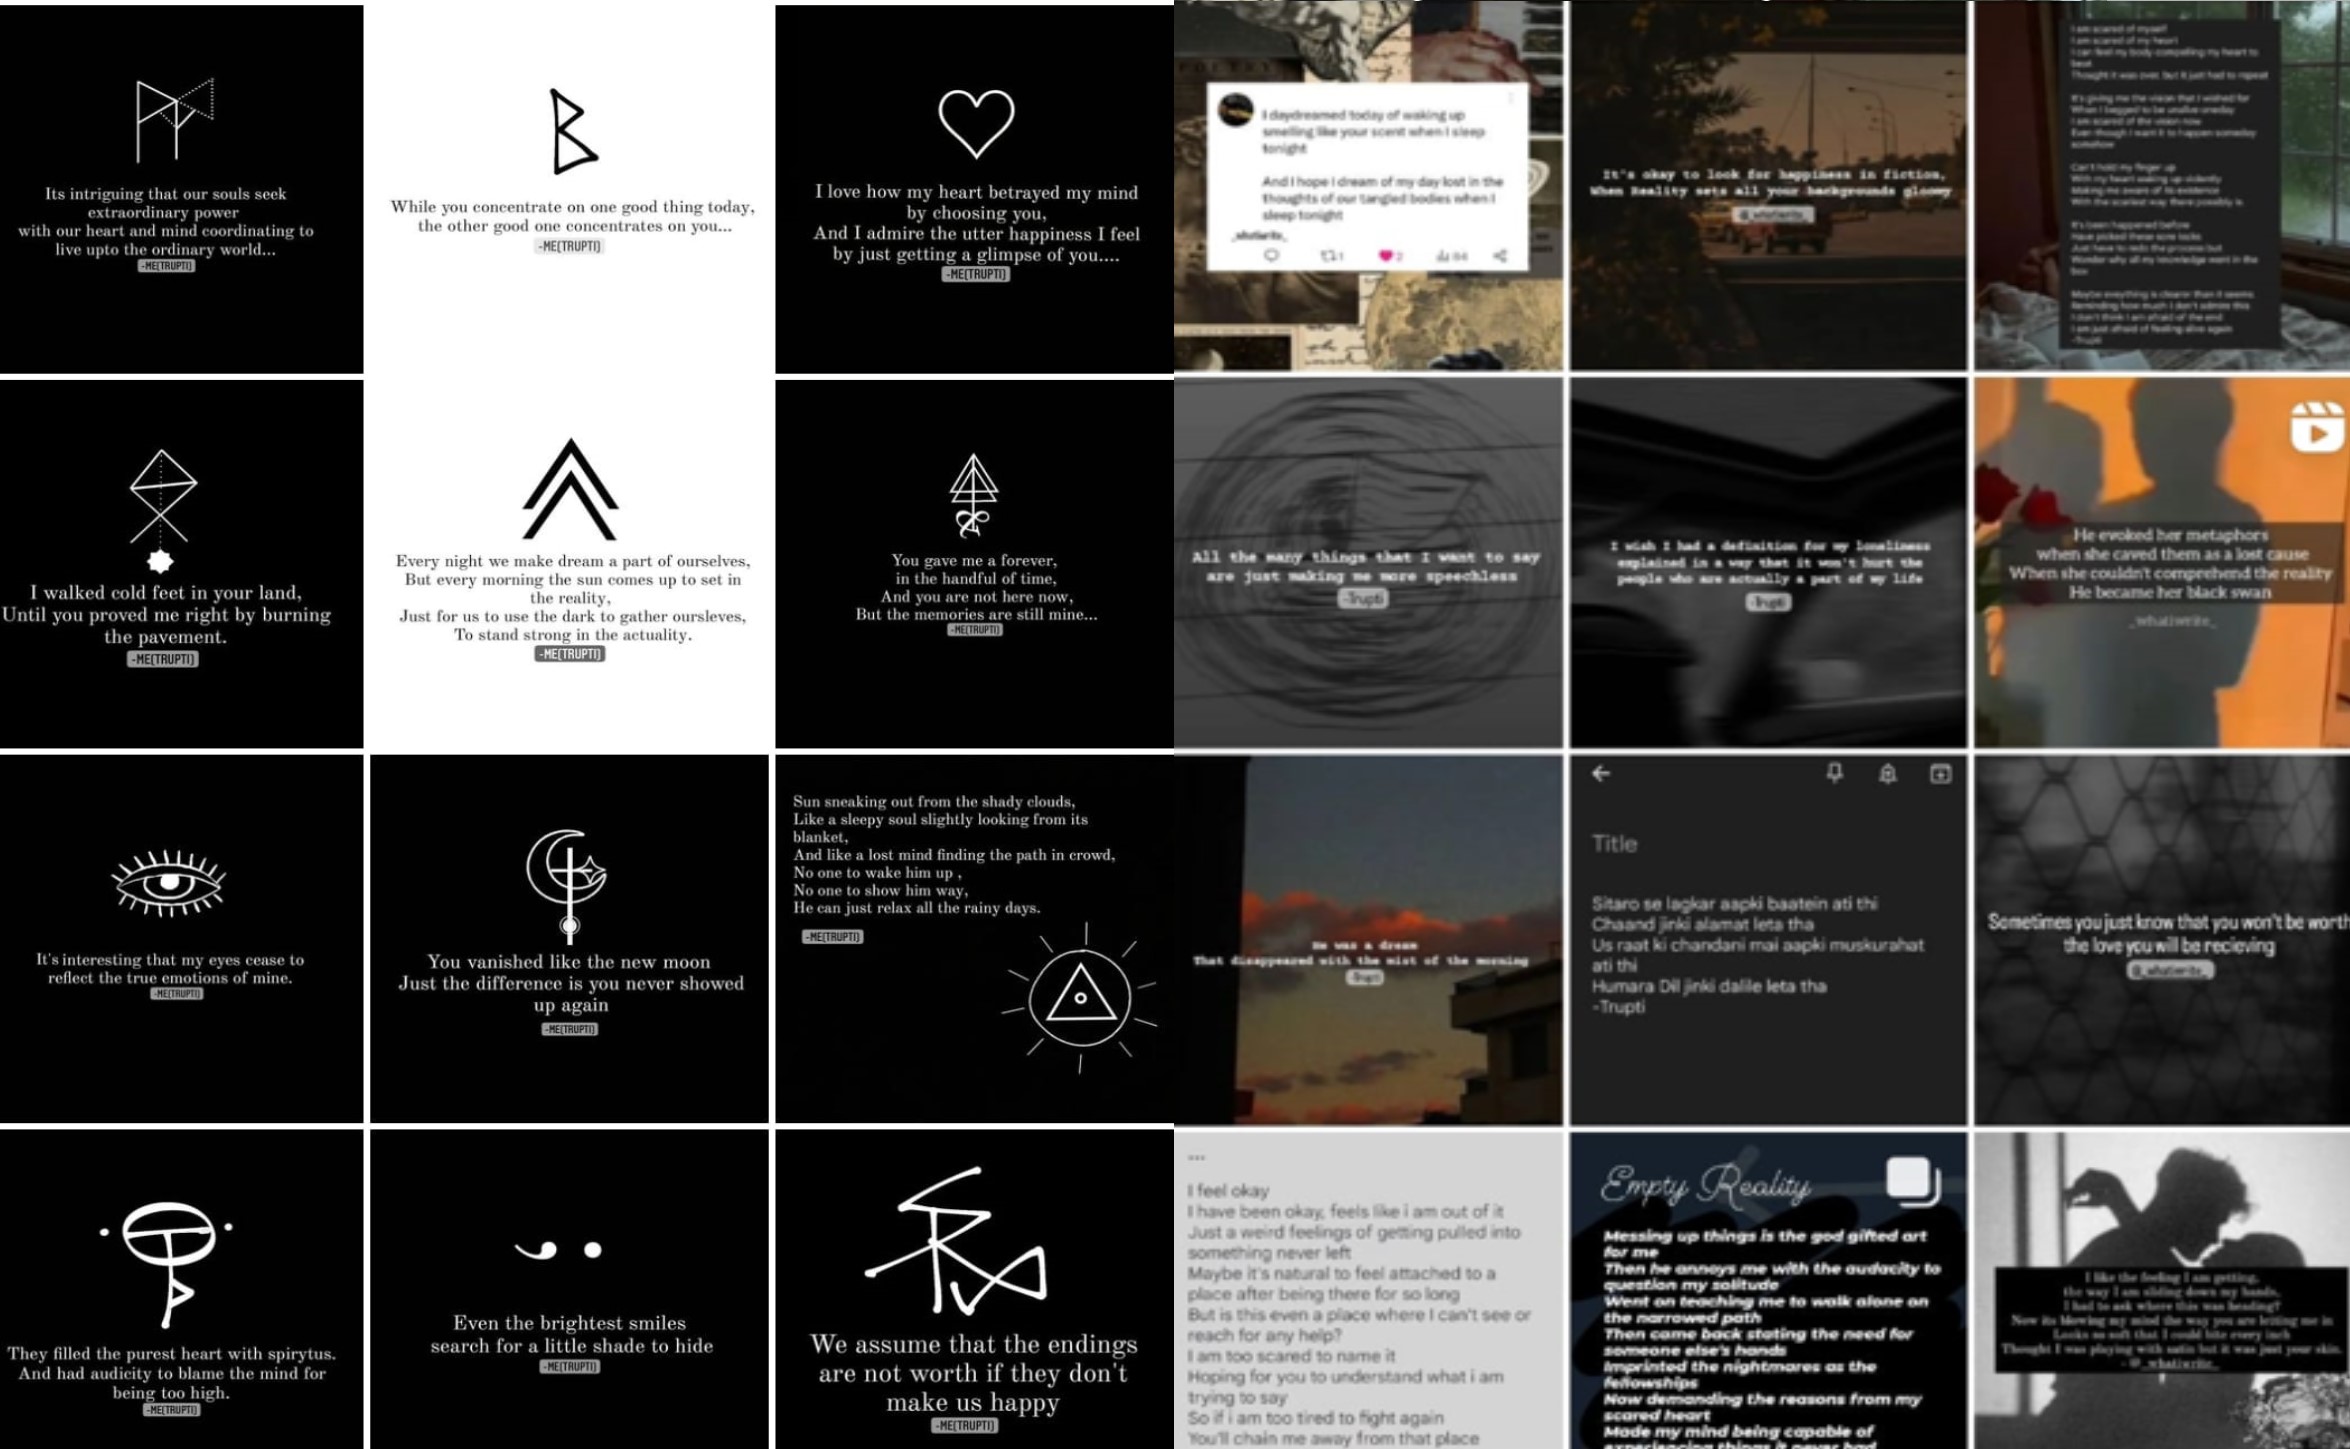 Its intriguing that our souls seek
extraordinary power
with our heart and mind coordinating to
live upto the ordinary world...
-ME(TRUPTI)
While you concentrate on one good thing today,
the other good one concentrates on you...
-ME(TRUPTI)
I love how my heart betrayed my mind
by choosing you,
And I admire the utter happiness I feel
by just getting a glimpse of you....
-ME(TRUPTI)
POETRY
I daydreamed today of waking up
smelling like your scent when I sleep
tonight
And I hope I dream of my day lost in the
thoughts of our tangled bodies when I
sleep tonight
_whatiwrite_
1
2
84
It's okay to look for happiness in fiction,
When Reality sets all your backgrounds gloomy
@_whatiwrite_
I am scared of myself
I am scared of my heart
I can feel my body compelling my heart to
beat
Thought it was over, but it just had to repeat
It's giving me the vision that I wished for
When I begged to be unalive oneday
I am scared of the vision now
Even though I want it to happen someday
somehow
Can't hold my finger up
With my heart waking up violently
Making me aware of its existence
With the scariest way there possibly is
It's been happened before
Have picked these sore locks
Just have to redo the process but
Wonder why all my knowledge went in the
box
Maybe everything is clearer than it seems
Reminding how much I don't admire this
I don't think I am afraid of the end
I am just afraid of feeling alive again
-Trupti
I walked cold feet in your land,
Until you proved me right by burning
the pavement.
-ME(TRUPTI)
Every night we make dream a part of ourselves,
But every morning the sun comes up to set in
the reality,
Just for us to use the dark to gather oursleves,
To stand strong in the actuality.
-ME(TRUPTI)
You gave me a forever,
in the handful of time,
And you are not here now,
But the memories are still mine...
-ME(TRUPTI)
All the many things that I want to say
are just making me more speechless
-Trupti
I wish I had a definition for my loneliness
explained in a way that it won't hurt the
people who are actually a part of my life
-Trupti
He evoked her metaphors
when she caved them as a lost cause
When she couldn't comprehend the reality
He became her black swan
_whatiwrite_
It's interesting that my eyes cease to
reflect the true emotions of mine.
-ME(TRUPTI)
You vanished like the new moon
Just the difference is you never showed
up again
-ME(TRUPTI)
Sun sneaking out from the shady clouds,
Like a sleepy soul slightly looking from its
blanket,
And like a lost mind finding the path in crowd,
No one to wake him up ,
No one to show him way,
He can just relax all the rainy days.
-ME(TRUPTI)
He was a dream
That disappeared with the mist of the morning
-Trupti
Title
Sitaro se lagkar aapki baatein ati thi
Chaand jinki alamat leta tha
Us raat ki chandani mai aapki muskurahat
ati thi
Humara Dil jinki dalile leta tha
-Trupti
Sometimes you just know that you won't be worth
the love you will be recieving
@_whatiwrite_
They filled the purest heart with spirytus.
And had audicity to blame the mind for
being too high.
-ME(TRUPTI)
Even the brightest smiles
search for a little shade to hide
-ME(TRUPTI)
We assume that the endings
are not worth if they don't
make us happy
-ME(TRUPTI)
---
I feel okay
I have been okay, feels like i am out of it
Just a weird feelings of getting pulled into
something never left
Maybe it's natural to feel attached to a
place after being there for so long
But is this even a place where I can't see or
reach for any help?
I am too scared to name it
Hoping for you to understand what i am
trying to say
So if i am too tired to fight again
You'll chain me away from that place
Empty Reality
Messing up things is the god gifted art
for me
Then he annoys me with the audacity to
question my solitude
Went on teaching me to walk alone on
the narrowed path
Then came back stating the need for
someone else's hands
Imprinted the nightmares as the
fellowships
Now demanding the reasons from my
scared heart
Made my mind being capable of
experiencing things it never had
I like the feeling I am getting,
the way I am sliding down my hands,
I had to ask where this was heading?
Now its blowing my mind the way you are letting me in
Looks so soft that I could bite every inch
Thought I was playing with satin but it was just your skin.
-@_whatiwrite_